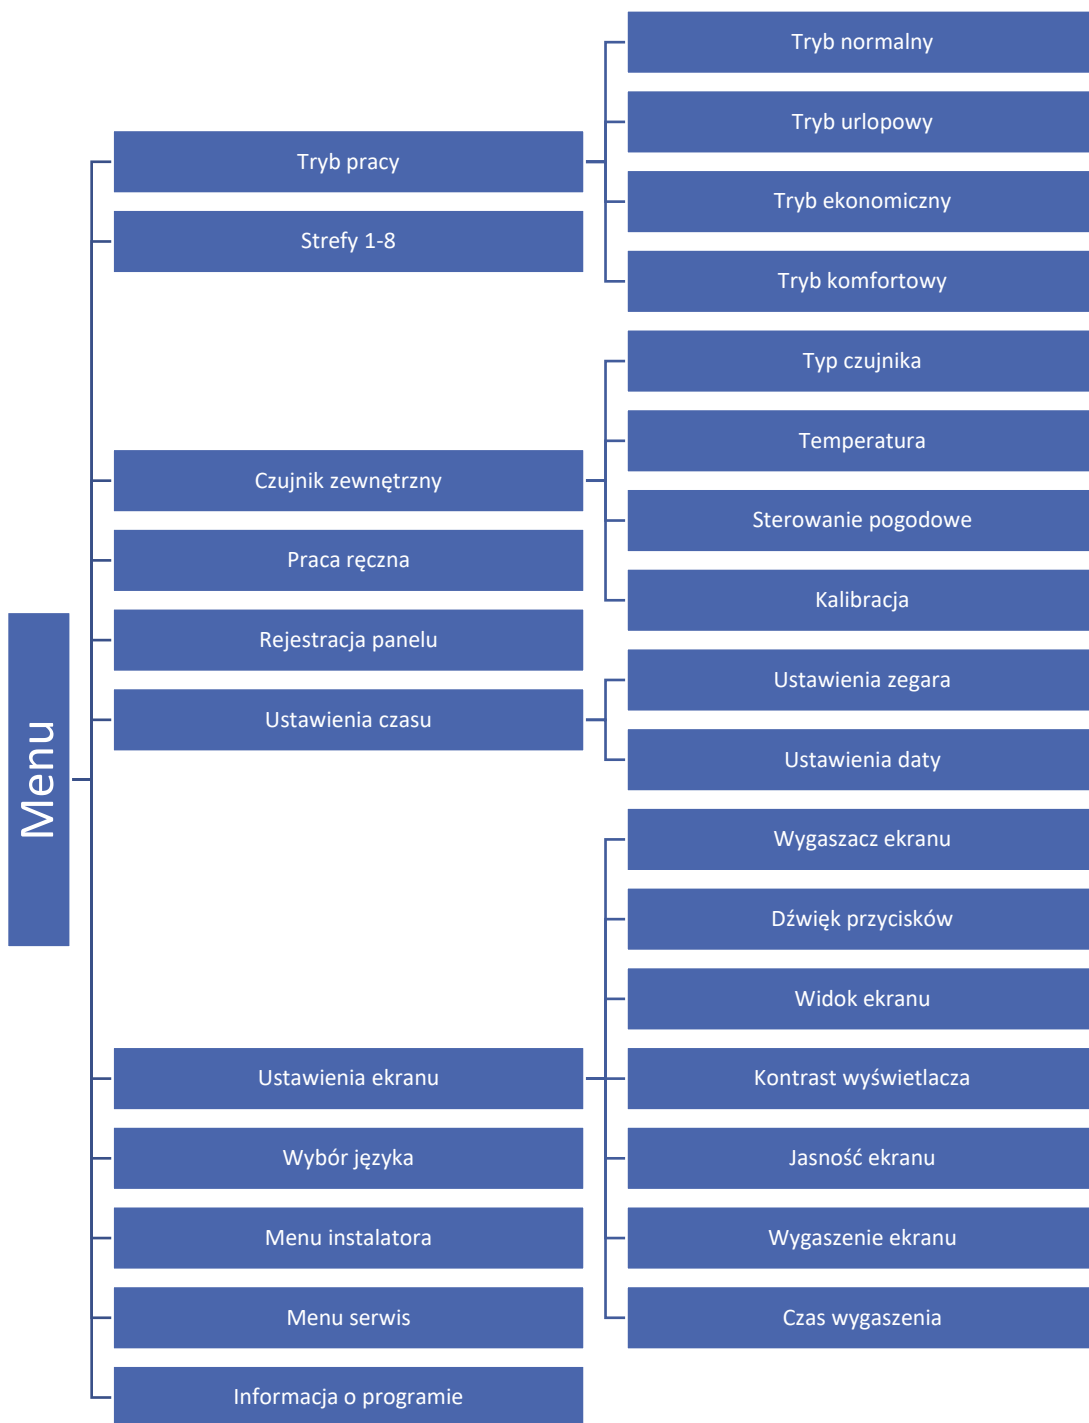 Menu
Tryb pracy
Tryb normalny
Tryb urlopowy
Tryb ekonomiczny
Tryb komfortowy
Strefy 1-8
Czujnik zewnętrzny
Typ czujnika
Temperatura
Sterowanie pogodowe
Kalibracja
Praca ręczna
Rejestracja panelu
Ustawienia czasu
Ustawienia zegara
Ustawienia daty
Ustawienia ekranu
Wygaszacz ekranu
Dźwięk przycisków
Widok ekranu
Kontrast wyświetlacza
Jasność ekranu
Wygaszenie ekranu
Czas wygaszenia
Wybór języka
Menu instalatora
Menu serwis
Informacja o programie